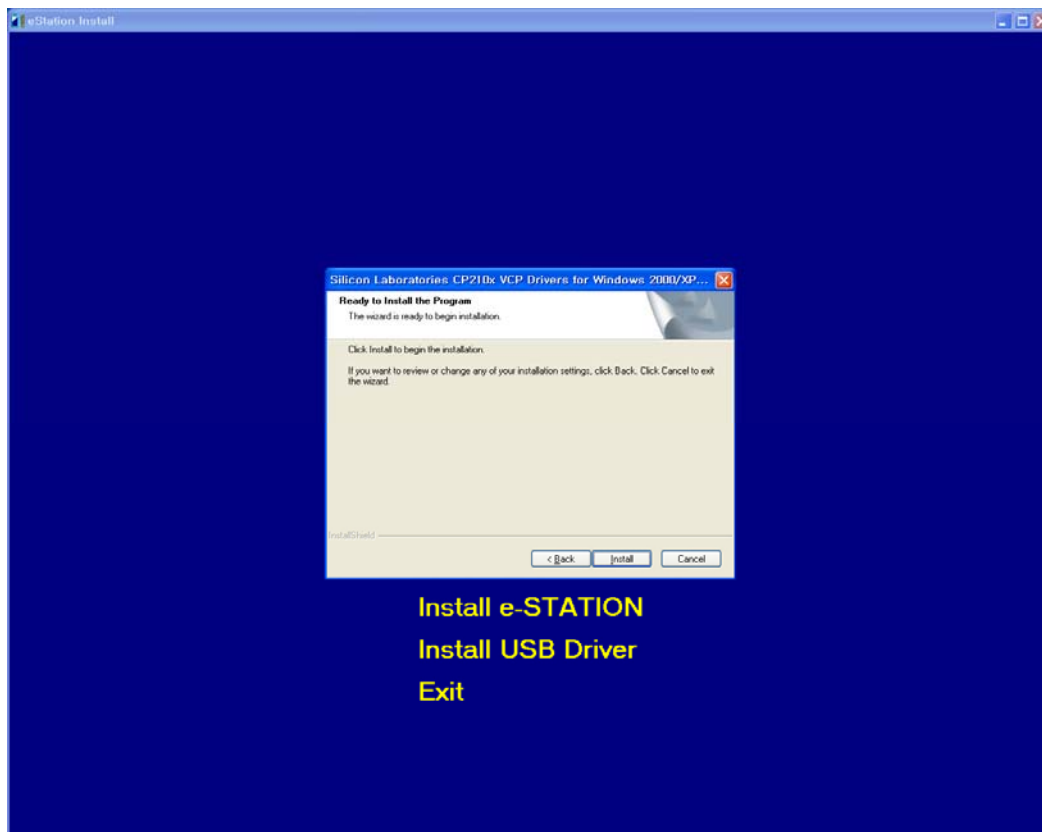 eStation Install
Silicon Laboratories CP210x VCP Drivers for Windows 2000/XP...
Ready to Install the Program
The wizard is ready to begin installation.
Click Install to begin the installation.
If you want to review or change any of your installation settings, click Back. Click Cancel to exit
the wizard.
InstallShield
< Back Install Cancel
Install e-STATION
Install USB Driver
Exit